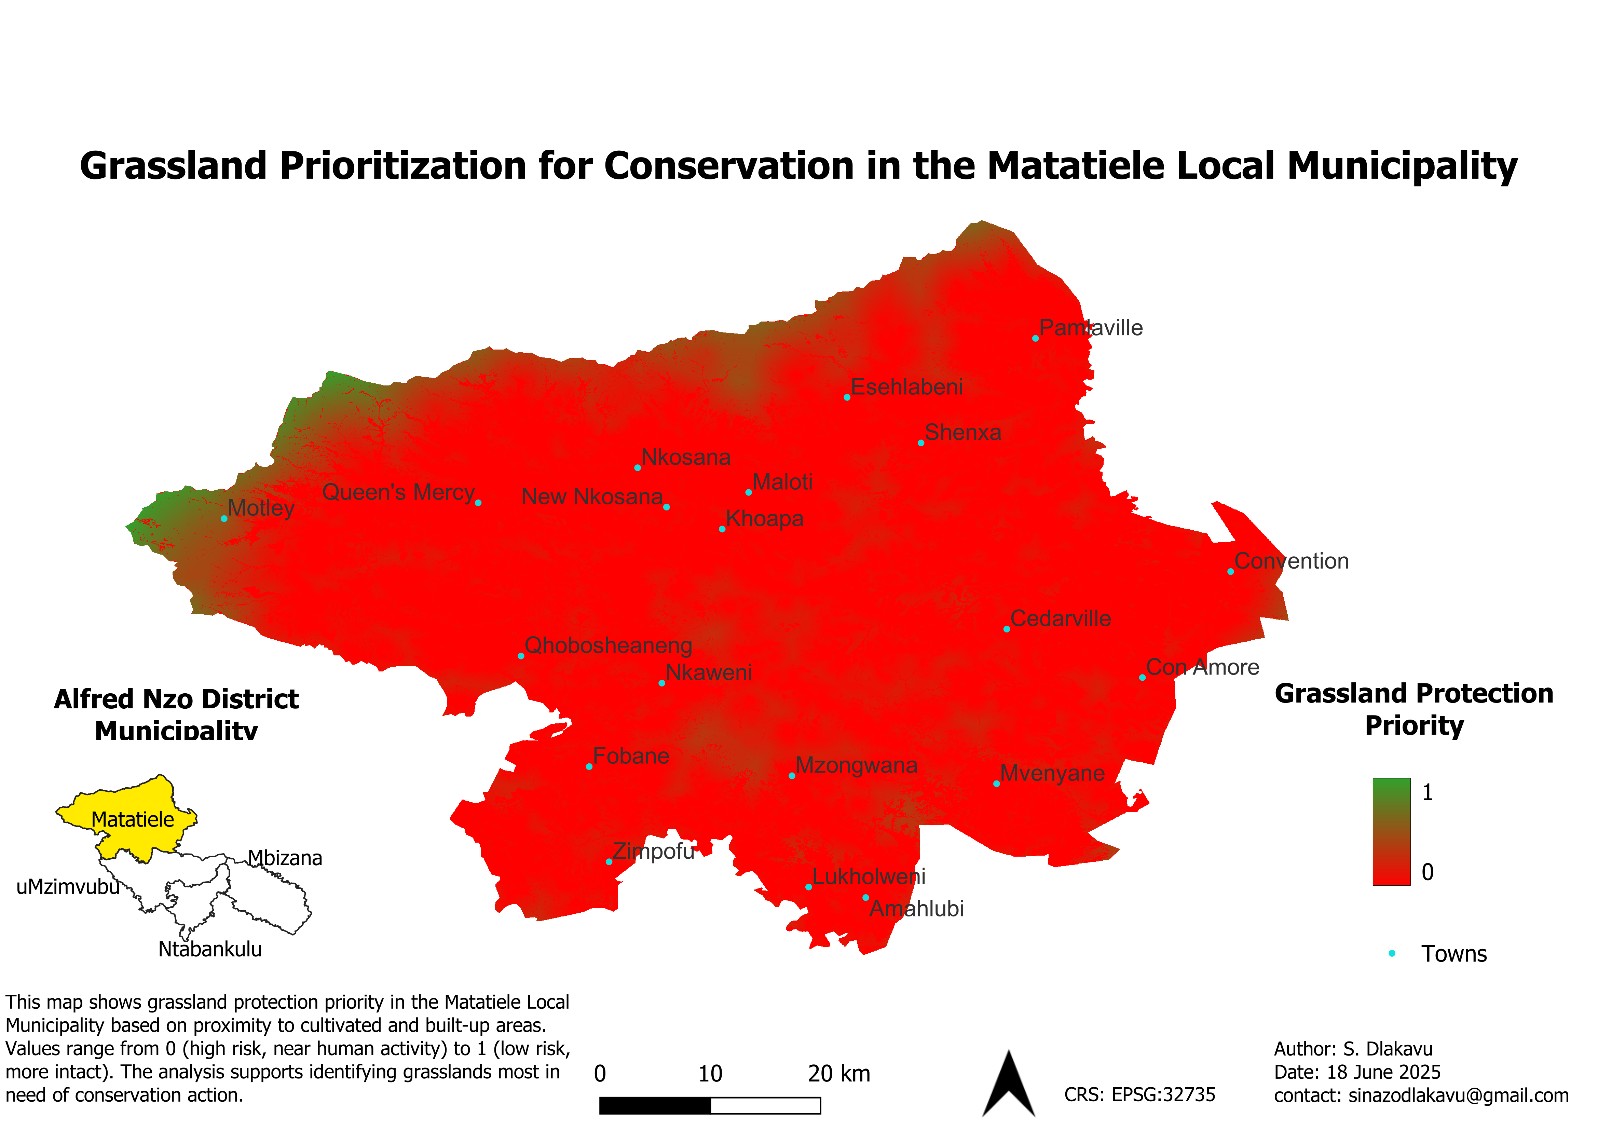 Grassland Prioritization for Conservation in the Matatiele Local Municipality
Pamlaville
Esehlabeni
Shenxa
Nkosana
Maloti
Queen's Mercy
New Nkosana
Motley
Khoapa
Convention
Cedarville
Qhobosheaneng
Nkaweni
Con Amore
Fobane
Mzongwana
Mvenyane
Zimpofu
Lukholweni
Amahlubi
Alfred Nzo District
Municipality
Matatiele
Mbizana
uMzimvubu
Ntabankulu
Grassland Protection
Priority
1
0
Towns
This map shows grassland protection priority in the Matatiele Local
Municipality based on proximity to cultivated and built-up areas.
Values range from 0 (high risk, near human activity) to 1 (low risk,
more intact). The analysis supports identifying grasslands most in
need of conservation action.
0 10 20 km
CRS: EPSG:32735
Author: S. Dlakavu
Date: 18 June 2025
contact: sinazodlakavu@gmail.com